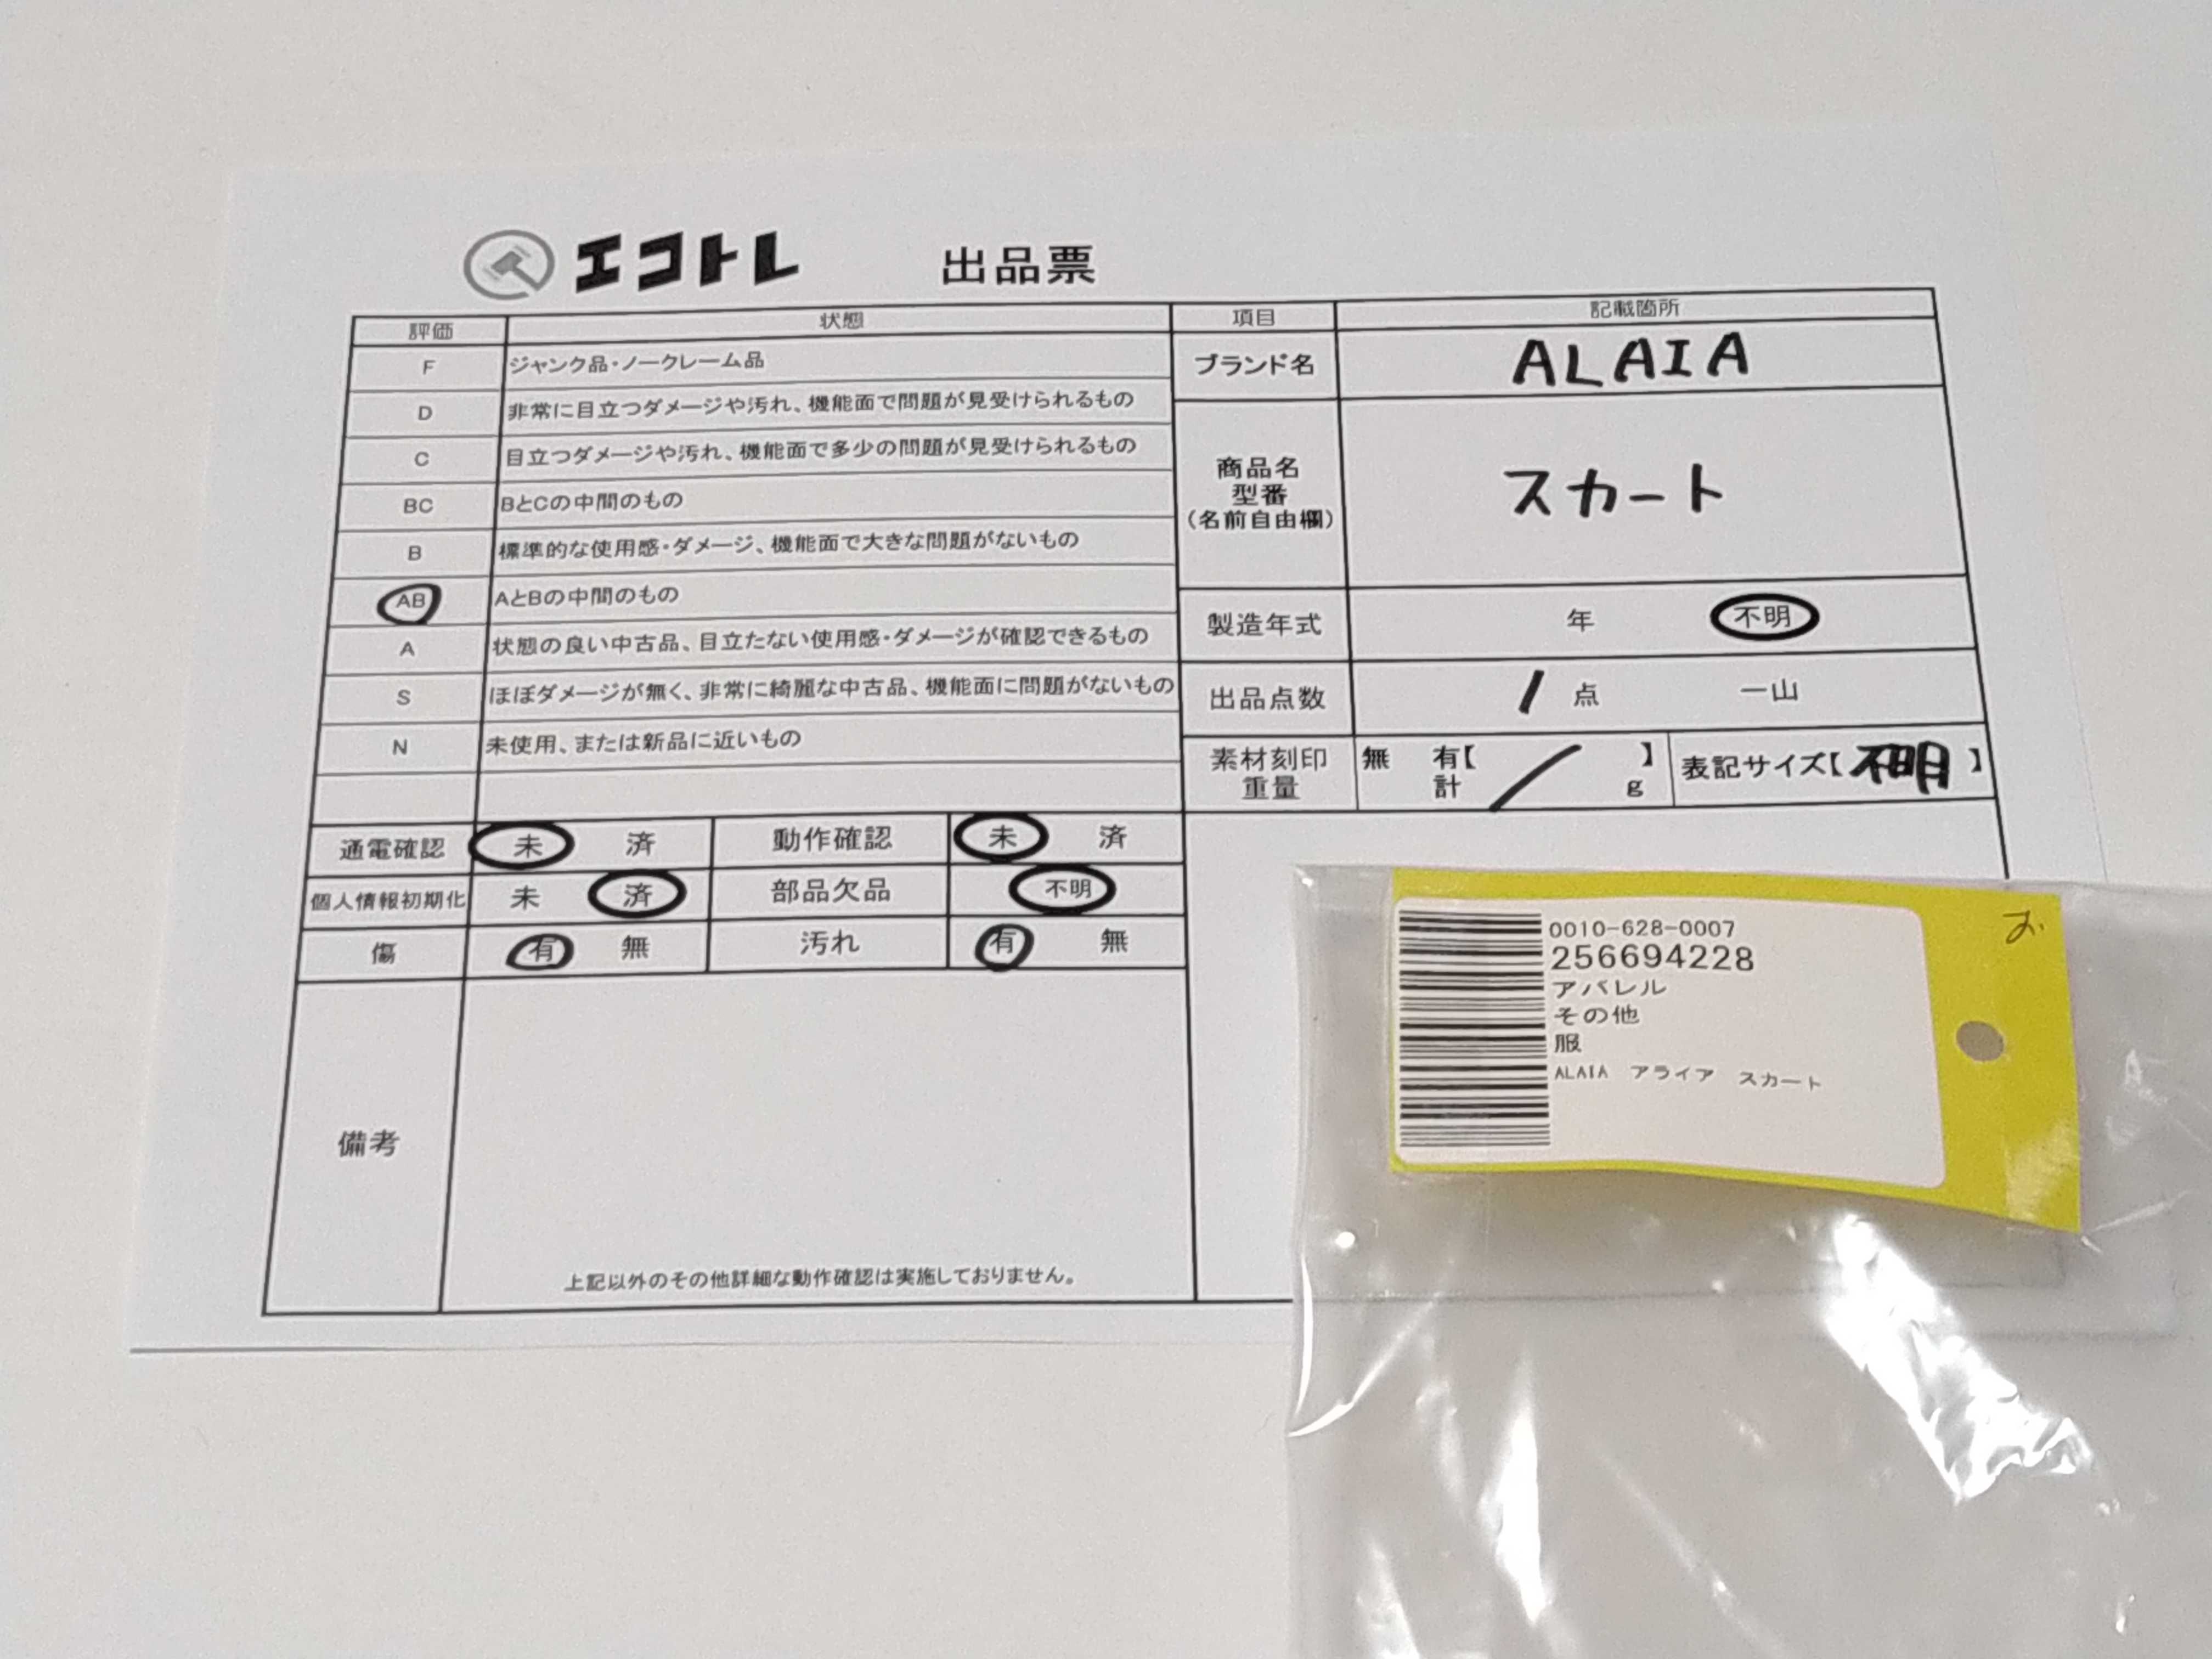 エコトレ 出品票
評価 状態 項目 記載箇所
F ジャンク品・ノークレーム品
D 非常に目立つダメージや汚れ、機能面で問題が見受けられるもの
C 目立つダメージや汚れ、機能面で多少の問題が見受けられるもの
BC BとCの中間のもの
B 標準的な使用感・ダメージ、機能面で大きな問題がないもの
AB AとBの中間のもの
A 状態の良い中古品、目立たない使用感・ダメージが確認できるもの
S ほぼダメージが無く、非常に綺麗な中古品、機能面に問題がないもの
N 未使用、または新品に近いもの
ブランド名 ALAIA
商品名
型番
(名前自由欄)
スカート
製造年式 年 不明
出品点数 1 点 一山
素材刻印 無 有【 】
重量 計 g
表記サイズ【不明】
通電確認 未 済 動作確認 未 済
個人情報初期化 未 済 部品欠品 不明
傷 有 無 汚れ 有 無
備考
上記以外のその他詳細な動作確認は実施しておりません。
0010-628-0007
256694228
アパレル
その他
服
ALAIA アライア スカート